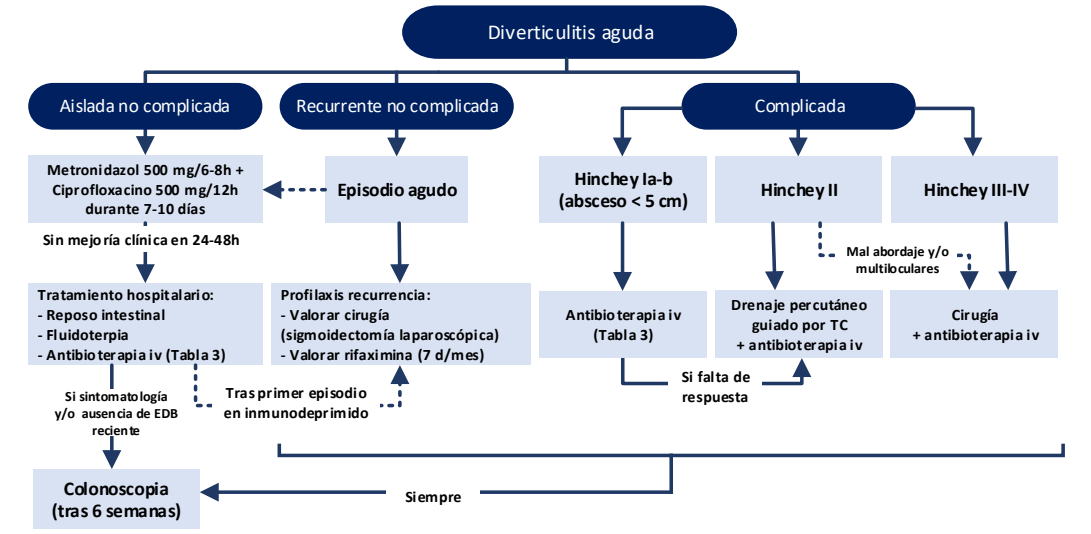 Diverticulitis aguda
Aislada no complicada
Recurrente no complicada
Complicada
Metronidazol 500 mg/6-8h +
Ciprofloxacino 500 mg/12h
durante 7-10 días
Episodio agudo
Hinchey Ia-b
(absceso < 5 cm)
Hinchey II
Hinchey III-IV
Sin mejoría clínica en 24-48h
Mal abordaje y/o
multiloculares
Tratamiento hospitalario:
- Reposo intestinal
- Fluidoterpia
- Antibioterapia iv (Tabla 3)
Profilaxis recurrencia:
- Valorar cirugía
(sigmoidectomía laparoscópica)
- Valorar rifaximina (7 d/mes)
Antibioterapia iv
(Tabla 3)
Drenaje percutáneo
guiado por TC
+ antibioterapia iv
Cirugía
+ antibioterapia iv
Si sintomatología
y/o ausencia de EDB
reciente
Tras primer episodio
en inmunodeprimido
Si falta de
respuesta
Colonoscopia
(tras 6 semanas)
Siempre